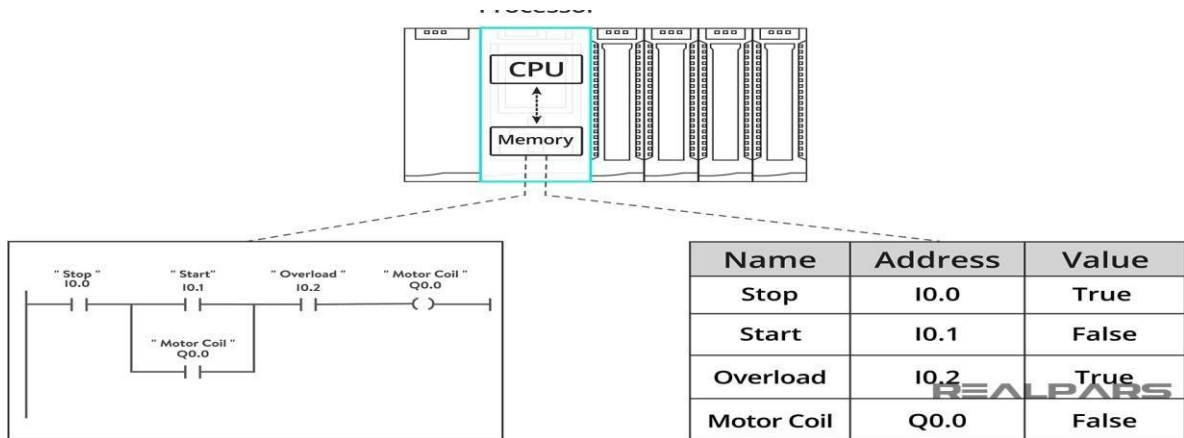 Processor
CPU
Memory
" Stop "
I0.0
" Start"
I0.1
" Overload "
I0.2
" Motor Coil "
Q0.0
" Motor Coil "
Q0.0
Name Address Value
Stop I0.0 True
Start I0.1 False
Overload I0.2 True
REALPARS
Motor Coil Q0.0 False